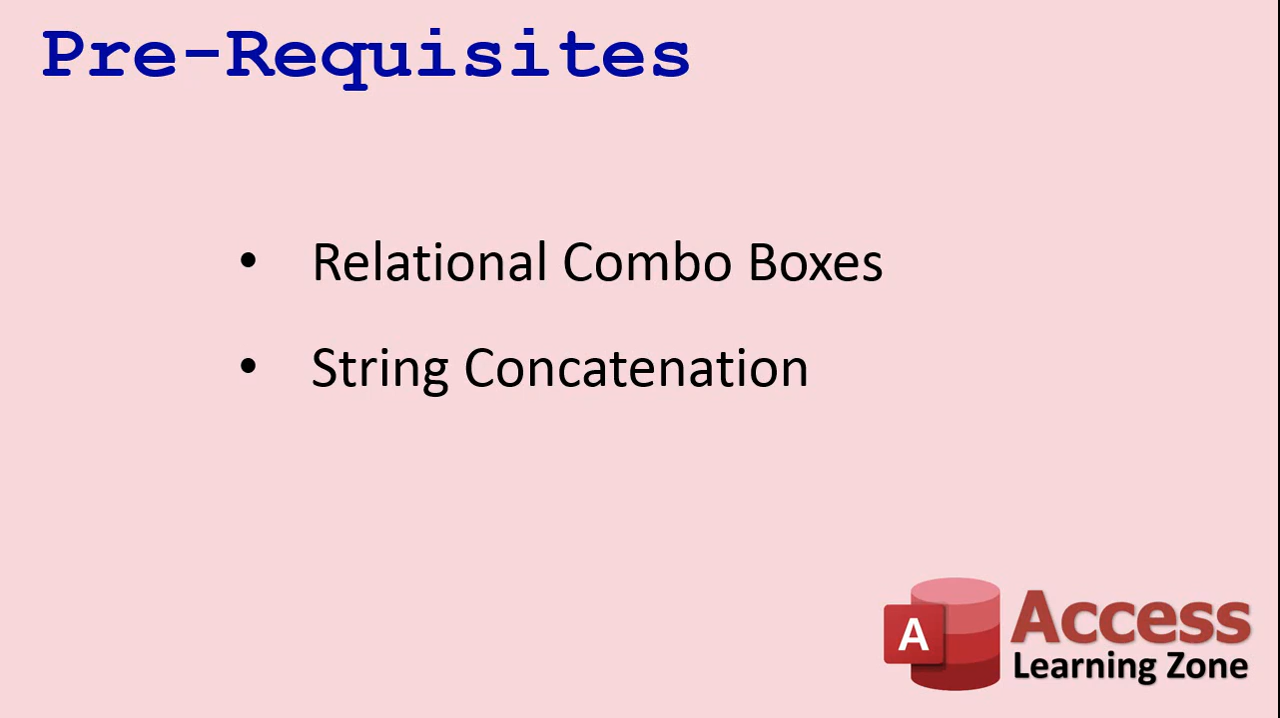 Pre-Requisites
• Relational Combo Boxes
• String Concatenation
A
Access
Learning Zone